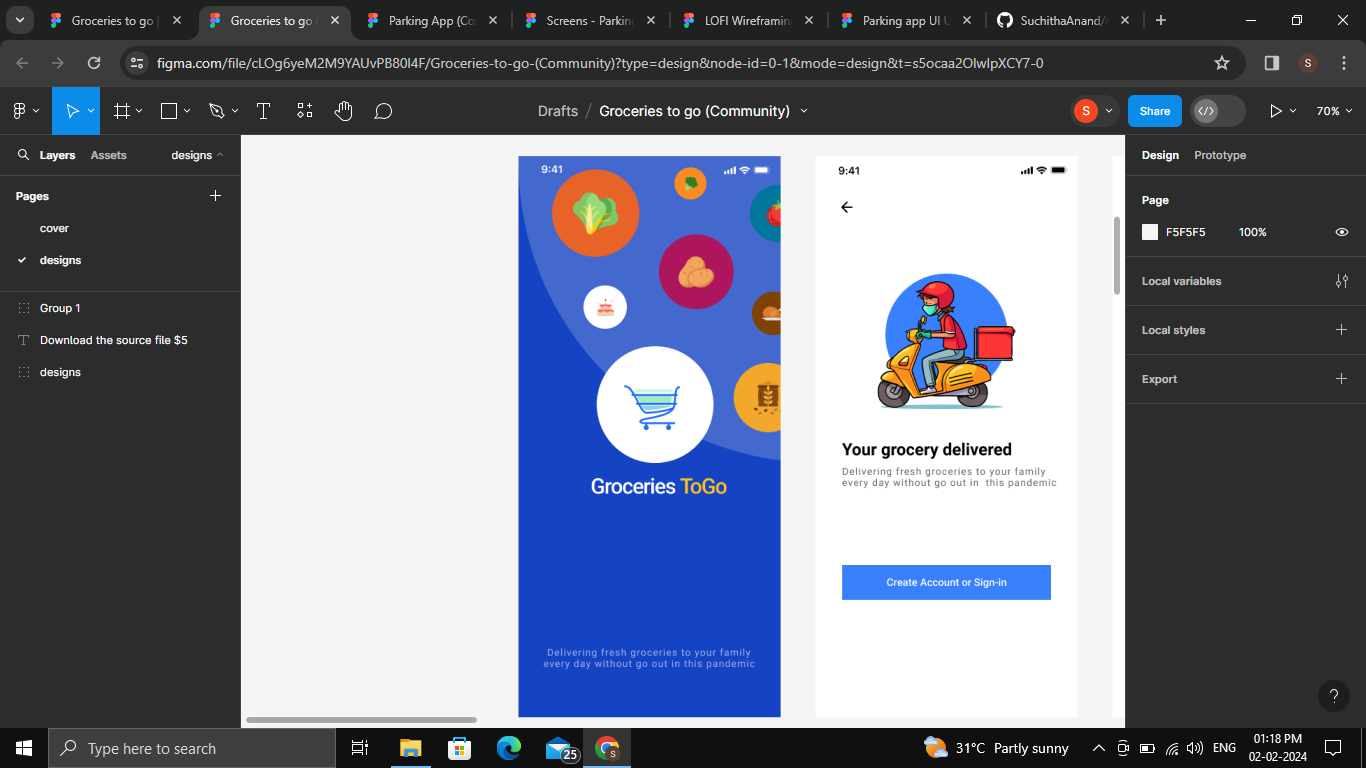 Groceries to go
Groceries to go
Parking App (Co
Screens - Parkin
LOFI Wireframin
Parking app UI
SuchithaAnand/
figma.com/file/cLOg6yeM2M9YAUvPB80I4F/Groceries-to-go-(Community)?type=design&node-id=0-1&mode=design&t=s5ocaa2OlwIpXCY7-0
S
Drafts / Groceries to go (Community)
S
Share
70%
Layers
Assets
designs
Pages
cover
designs
Group 1
Download the source file $5
designs
9:41
Groceries ToGo
Delivering fresh groceries to your family
every day without go out in this pandemic
9:41
Your grocery delivered
Delivering fresh groceries to your family
every day without go out in this pandemic
Create Account or Sign-in
Design
Prototype
Page
F5F5F5
100%
Local variables
Local styles
Export
?
Type here to search
25
S
31°C Partly sunny
ENG
01:18 PM
02-02-2024